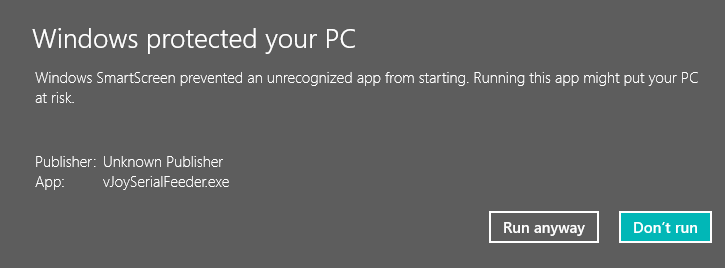 Windows protected your PC
Windows SmartScreen prevented an unrecognized app from starting. Running this app might put your PC
at risk.
Publisher: Unknown Publisher
App: vJoySerialFeeder.exe
Run anyway Don't run